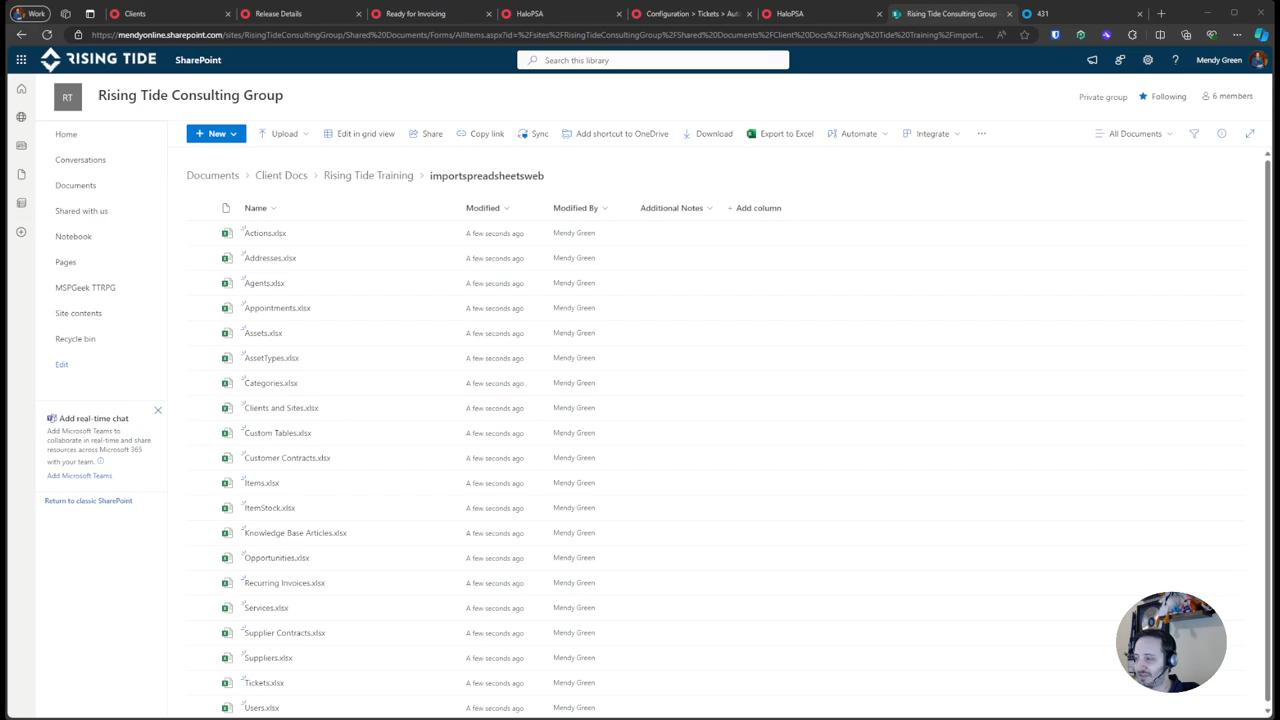 Work
Clients
Release Details
Ready for Invoicing
HaloPSA
Configuration > Tickets > Aut
HaloPSA
Rising Tide Consulting Group
431
https://mendyonline.sharepoint.com/sites/RisingTideConsultingGroup/Shared%20Documents/Forms/AllItems.aspx?id=%2Fsites%2FRisingTideConsultingGroup%2FShared%20Documents%2FClient%20Docs%2FRising%20Tide%20Training%2Fimport...
RISING TIDE
SharePoint
Search this library
Mendy Green
RT
Rising Tide Consulting Group
Private group
Following
6 members
Home
Conversations
Documents
Shared with us
Notebook
Pages
MSPGeek TTRPG
Site contents
Recycle bin
Edit
Add real-time chat
Add Microsoft Teams to
collaborate in real-time and share
resources across Microsoft 365
with your team.
Add Microsoft Teams
Return to classic SharePoint
+ New
Upload
Edit in grid view
Share
Copy link
Sync
Add shortcut to OneDrive
Download
Export to Excel
Automate
Integrate
...
All Documents
Documents > Client Docs > Rising Tide Training > importspreadsheetsweb
Name Modified Modified By Additional Notes + Add column
Actions.xlsx A few seconds ago Mendy Green
Addresses.xlsx A few seconds ago Mendy Green
Agents.xlsx A few seconds ago Mendy Green
Appointments.xlsx A few seconds ago Mendy Green
Assets.xlsx A few seconds ago Mendy Green
AssetTypes.xlsx A few seconds ago Mendy Green
Categories.xlsx A few seconds ago Mendy Green
Clients and Sites.xlsx A few seconds ago Mendy Green
Custom Tables.xlsx A few seconds ago Mendy Green
Customer Contracts.xlsx A few seconds ago Mendy Green
Items.xlsx A few seconds ago Mendy Green
ItemStock.xlsx A few seconds ago Mendy Green
Knowledge Base Articles.xlsx A few seconds ago Mendy Green
Opportunities.xlsx A few seconds ago Mendy Green
Recurring Invoices.xlsx A few seconds ago Mendy Green
Services.xlsx A few seconds ago Mendy Green
Supplier Contracts.xlsx A few seconds ago Mendy Green
Suppliers.xlsx A few seconds ago Mendy Green
Tickets.xlsx A few seconds ago Mendy Green
Users.xlsx A few seconds ago Mendy Green